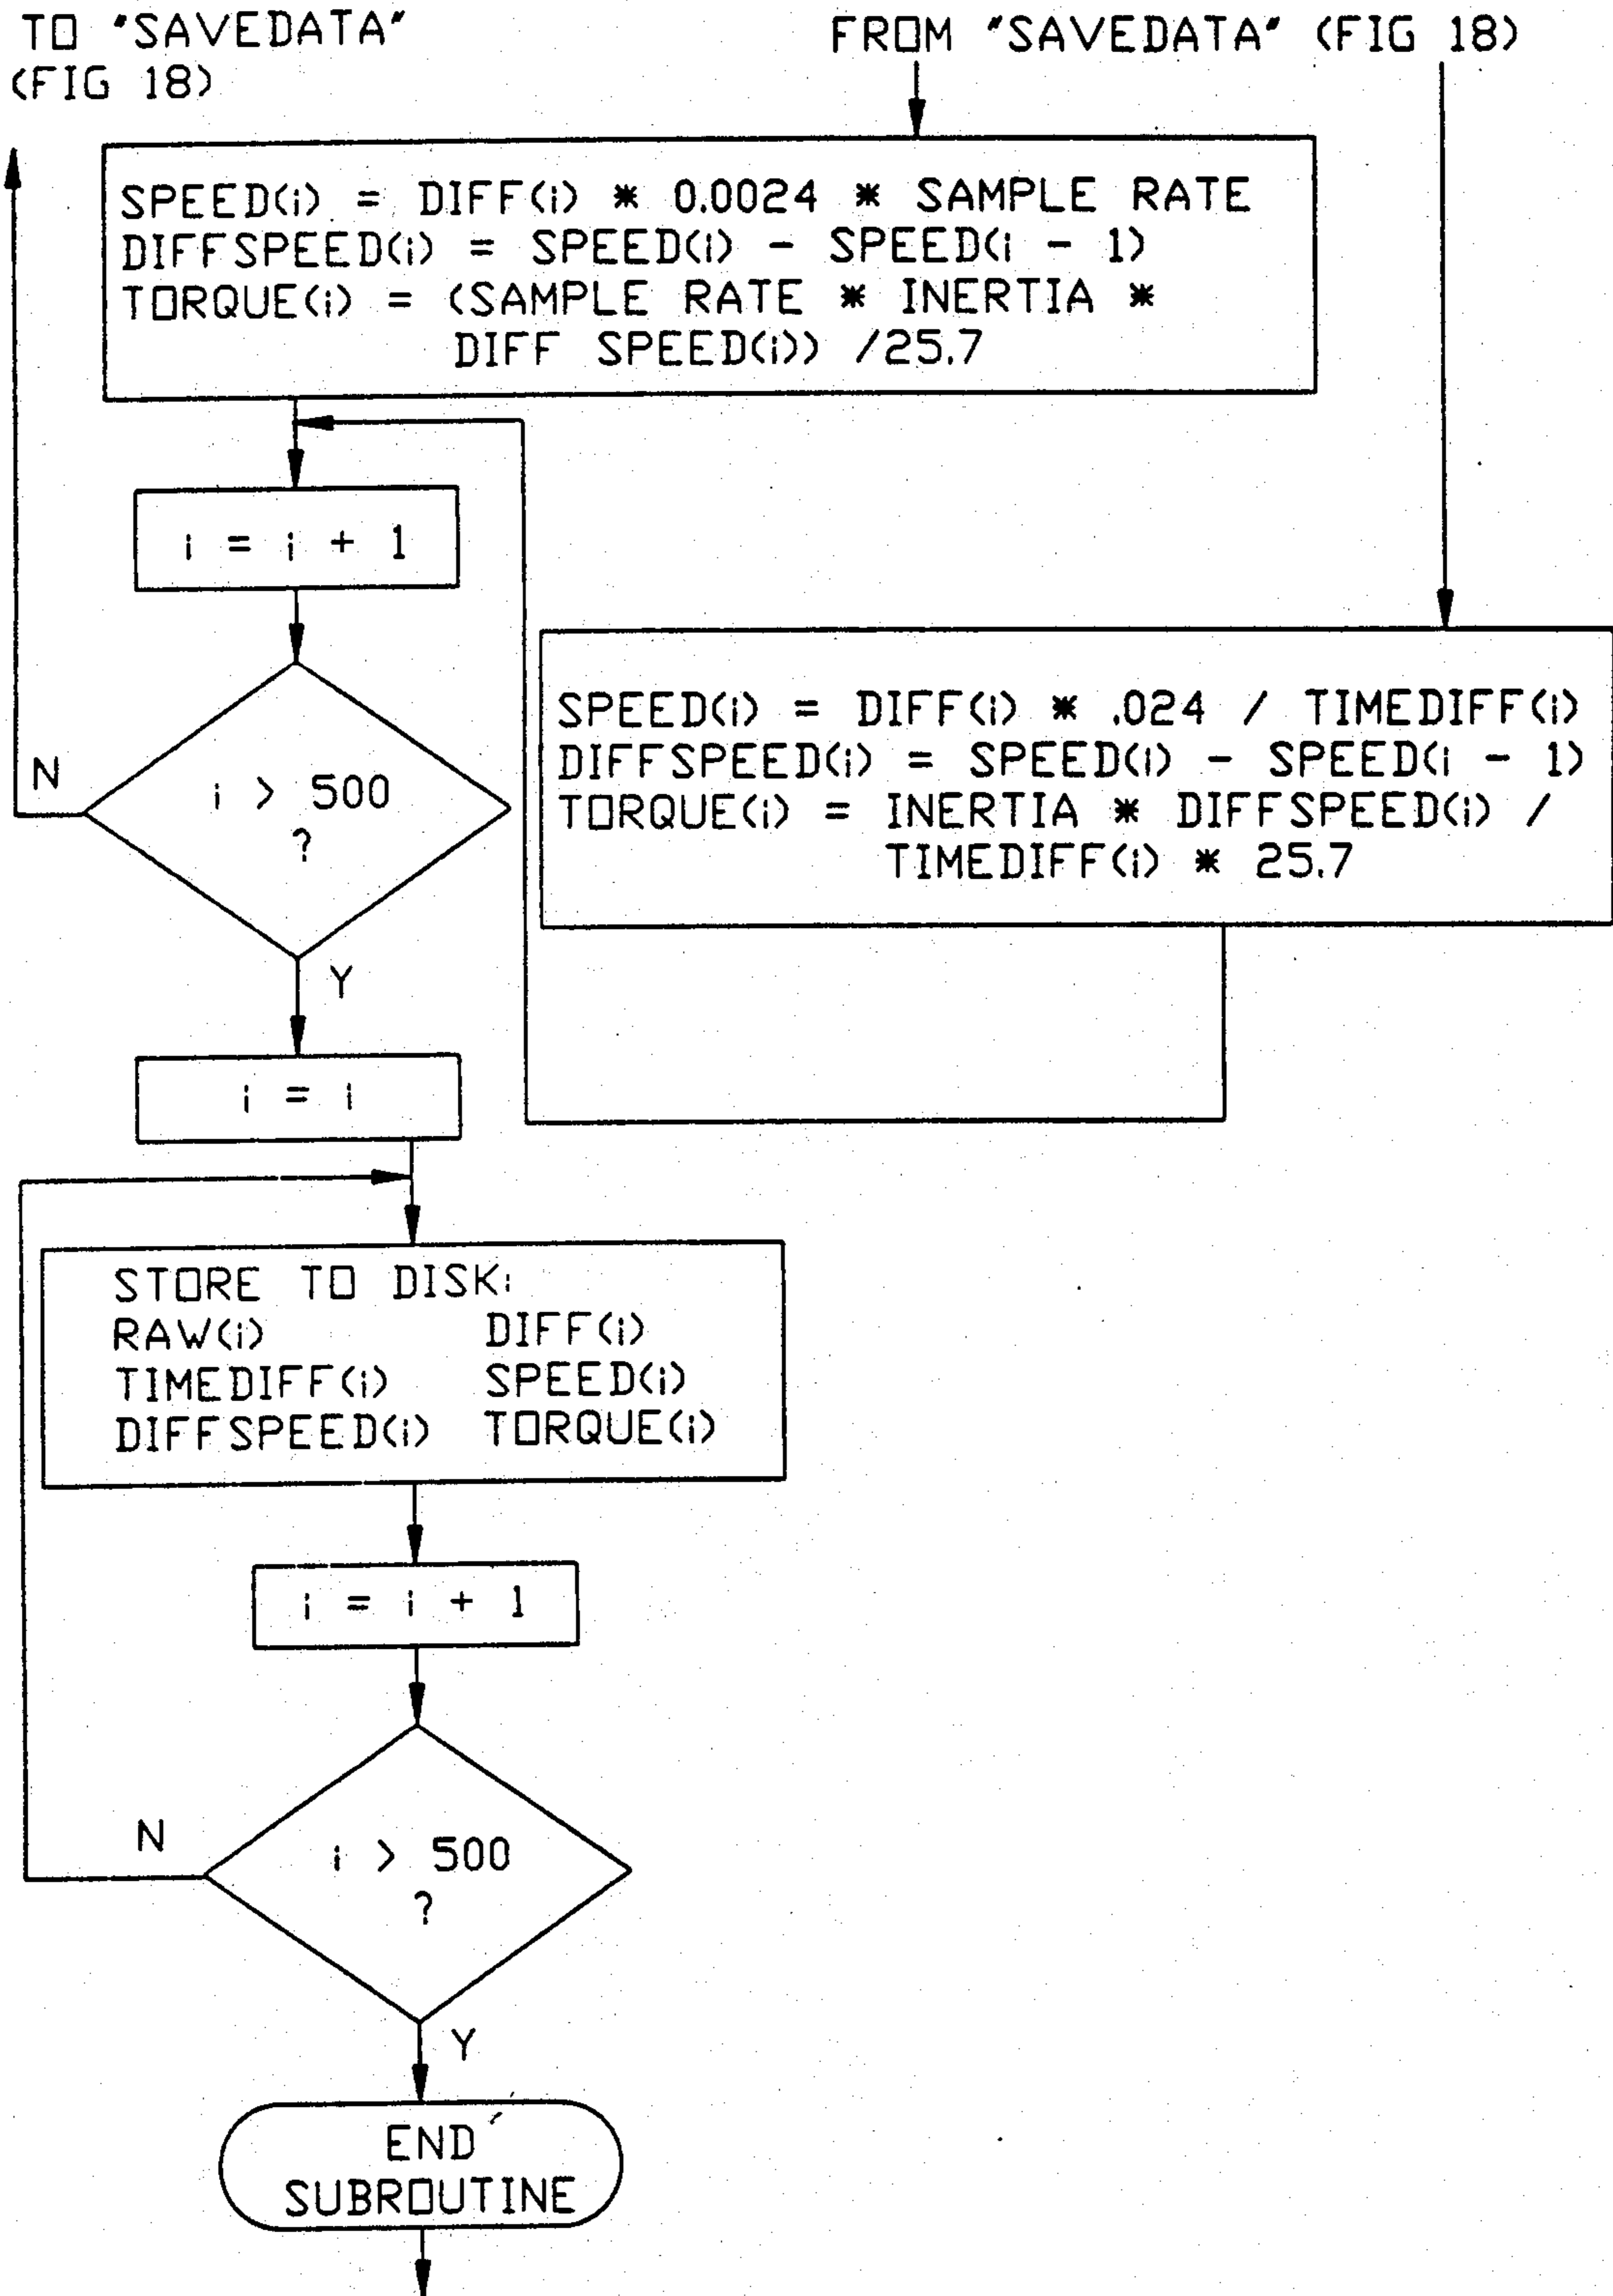 TO "SAVEDATA"
(FIG 18)
FROM "SAVEDATA" (FIG 18)
SPEED(i) = DIFF(i) * 0.0024 * SAMPLE RATE
DIFFSPEED(i) = SPEED(i) - SPEED(i - 1)
TORQUE(i) = (SAMPLE RATE * INERTIA *
DIFF SPEED(i)) /25.7
i = i + 1
SPEED(i) = DIFF(i) * .024 / TIMEDIFF(i)
DIFFSPEED(i) = SPEED(i) - SPEED(i - 1)
TORQUE(i) = INERTIA * DIFFSPEED(i) /
TIMEDIFF(i) * 25.7
N
i > 500
?
Y
i = i
STORE TO DISK:
RAW(i) DIFF(i)
TIMEDIFF(i) SPEED(i)
DIFFSPEED(i) TORQUE(i)
i = i + 1
N
i > 500
?
Y
END
SUBROUTINE